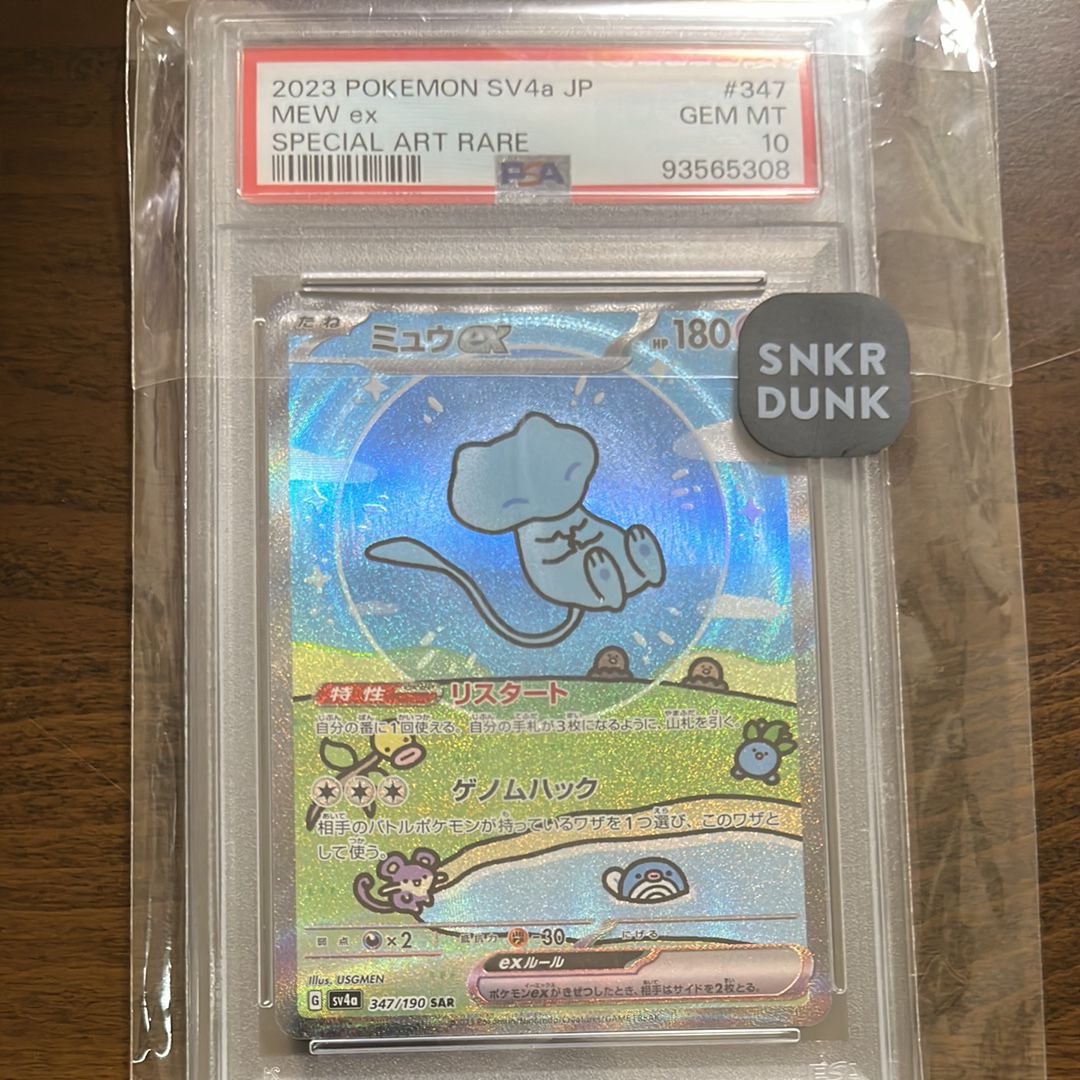 2023 POKEMON SV4a JP #347
MEW ex GEM MT
SPECIAL ART RARE 10
PSA 93565308
たね ミュウex HP 180
SNKR
DUNK
特性 リスタート
自分の番に1回使える。自分の手札が3枚になるように、山札を引く。
ゲノムハック
相手のバトルポケモンが持っているワザを1つ選び、このワザと
して使う。
弱点 ×2 抵抗力 -30 にげる
exルール
ポケモンexがきぜつしたとき、相手はサイドを2枚とる。
Illus. USGMEN
G SV4a 347/190 SAR